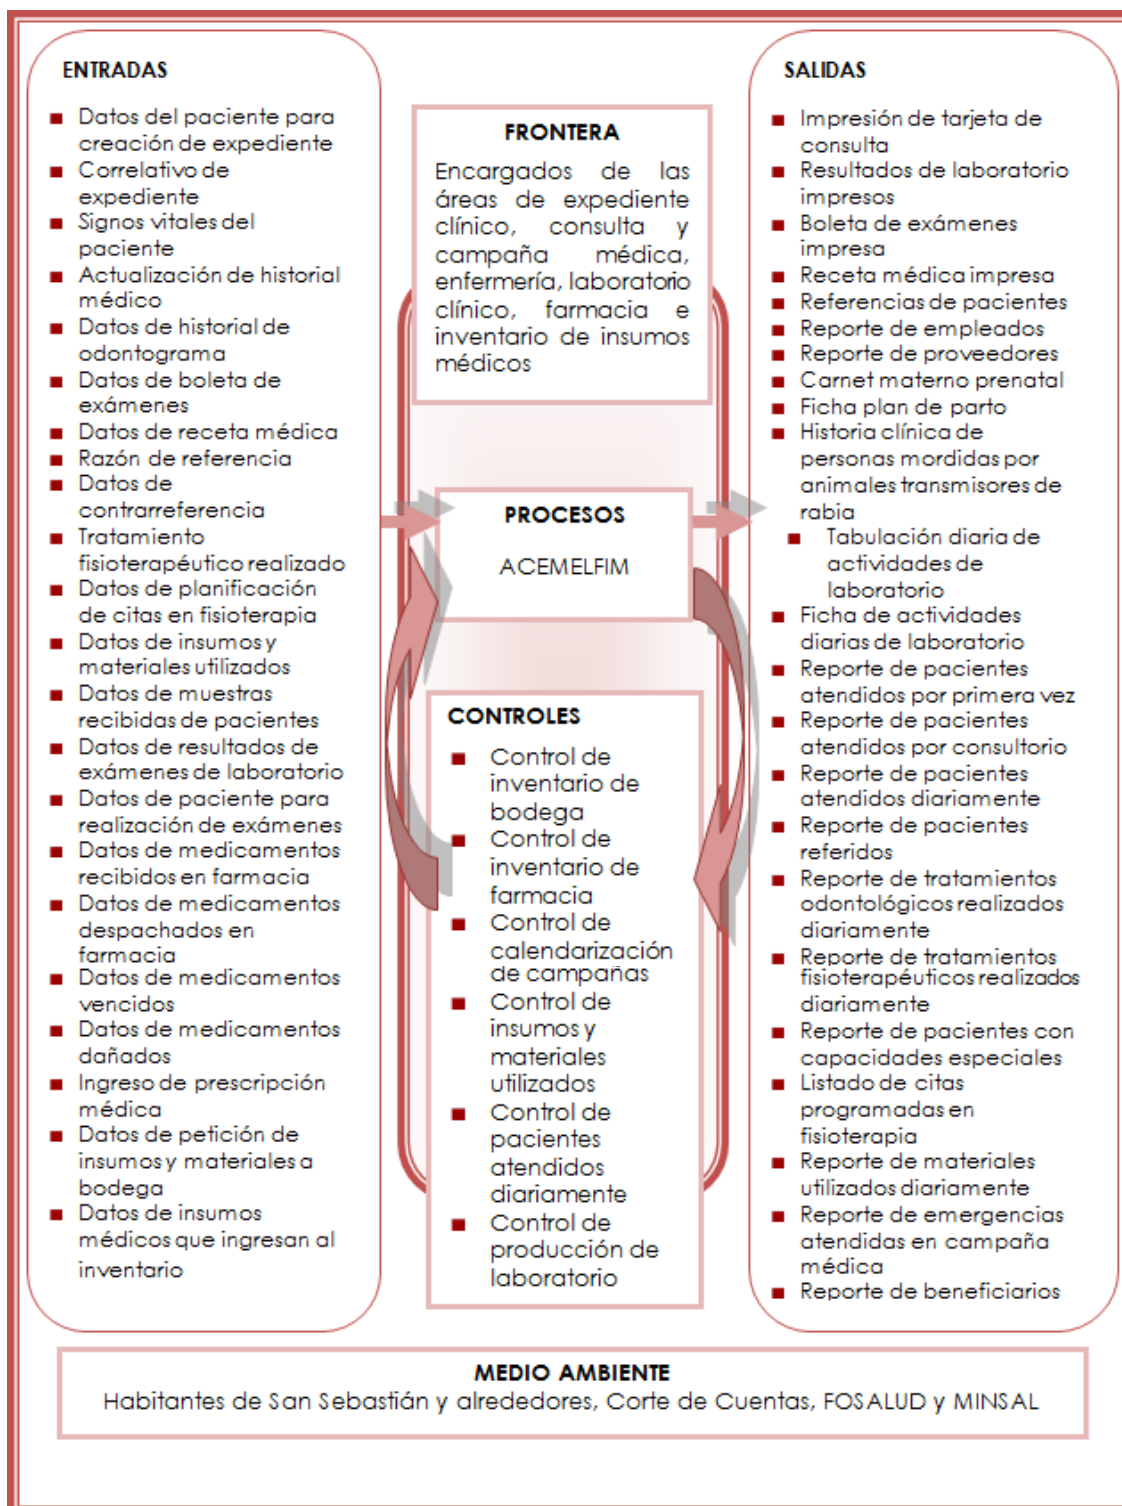 ENTRADAS
Datos del paciente para
creación de expediente
Correlativo de
expediente
Signos vitales del
paciente
Actualización de historial
médico
Datos de historial de
odontograma
Datos de boleta de
exámenes
Datos de receta médica
Razón de referencia
Datos de
contrarreferencia
Tratamiento
fisioterapéutico realizado
Datos de planificación
de citas en fisioterapia
Datos de insumos y
materiales utilizados
Datos de muestras
recibidas de pacientes
Datos de resultados de
exámenes de laboratorio
Datos de paciente para
realización de exámenes
Datos de medicamentos
recibidos en farmacia
Datos de medicamentos
despachados en
farmacia
Datos de medicamentos
vencidos
Datos de medicamentos
dañados
Ingreso de prescripción
médica
Datos de petición de
insumos y materiales a
bodega
Datos de insumos
médicos que ingresan al
inventario
FRONTERA
Encargados de las
áreas de expediente
clínico, consulta y
campaña médica,
enfermería, laboratorio
clínico, farmacia e
inventario de insumos
médicos
PROCESOS
ACEMELFIM
CONTROLES
Control de
inventario de
bodega
Control de
inventario de
farmacia
Control de
calendarización
de campañas
Control de
insumos y
materiales
utilizados
Control de
pacientes
atendidos
diariamente
Control de
producción de
laboratorio
SALIDAS
Impresión de tarjeta de
consulta
Resultados de laboratorio
impresos
Boleta de exámenes
impresa
Receta médica impresa
Referencias de pacientes
Reporte de empleados
Reporte de proveedores
Carnet materno prenatal
Ficha plan de parto
Historia clínica de
personas mordidas por
animales transmisores de
rabia
Tabulación diaria de
actividades de
laboratorio
Ficha de actividades
diarias de laboratorio
Reporte de pacientes
atendidos por primera vez
Reporte de pacientes
atendidos por consultorio
Reporte de pacientes
atendidos diariamente
Reporte de pacientes
referidos
Reporte de tratamientos
odontológicos realizados
diariamente
Reporte de tratamientos
fisioterapéuticos realizados
diariamente
Reporte de pacientes con
capacidades especiales
Listado de citas
programadas en
fisioterapia
Reporte de materiales
utilizados diariamente
Reporte de emergencias
atendidas en campaña
médica
Reporte de beneficiarios
MEDIO AMBIENTE
Habitantes de San Sebastián y alrededores, Corte de Cuentas, FOSALUD y MINSAL